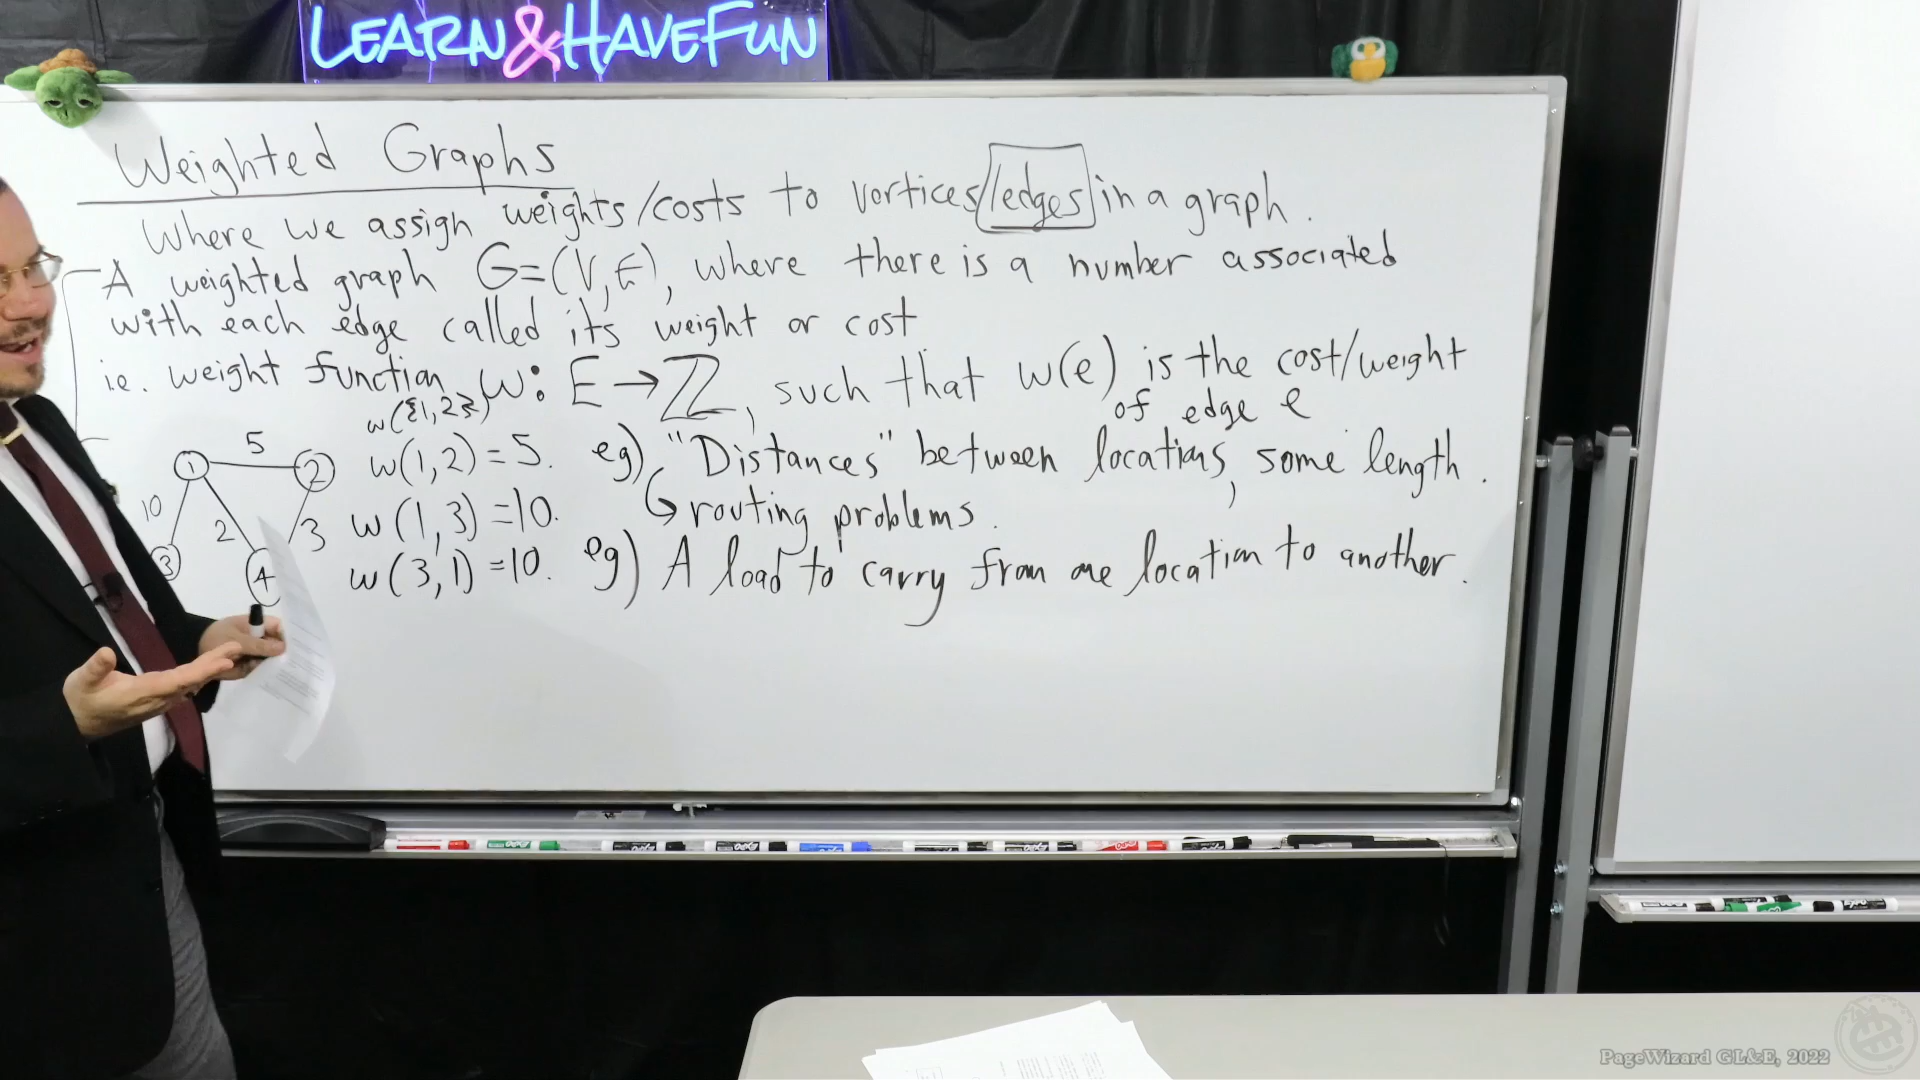 LEARN&HAVEFUN
Weighted Graphs
Where we assign weights/costs to vortices/edges in a graph.
A weighted graph G=(V,E), where there is a number associated
with each edge called it's weight or cost
i.e. weight function, w: E→ℤ, such that w(e) is the cost/weight
of edge e
w({1,2})
w(1,2)=5.
w(1,3)=10.
w(3,1)=10.
eg) "Distances" between locations, some length.
↳ routing problems.
eg) A load to carry from one location to another.
5
1
2
10
2
3
3
4
EXPO
PageWizard GL&E, 2022